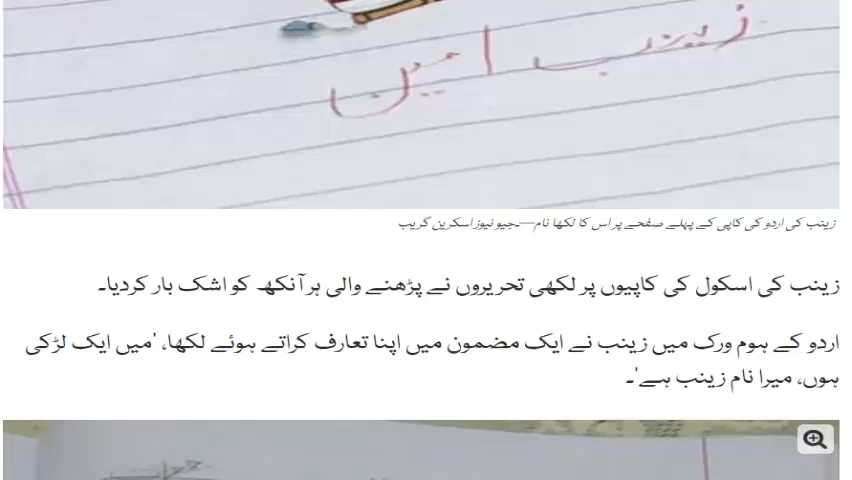 زینب امین
زینب کی اردو کی کاپی کے پہلے صفحے پر اس کا لکھا نام—۔جیو نیوز اسکرین گریب
زینب کی اسکول کی کاپیوں پر لکھی تحریروں نے پڑھنے والی ہر آنکھ کو اشک بار کردیا۔
اردو کے ہوم ورک میں زینب نے ایک مضمون میں اپنا تعارف کراتے ہوئے لکھا، 'میں ایک لڑکی
ہوں، میرا نام زینب ہے'۔